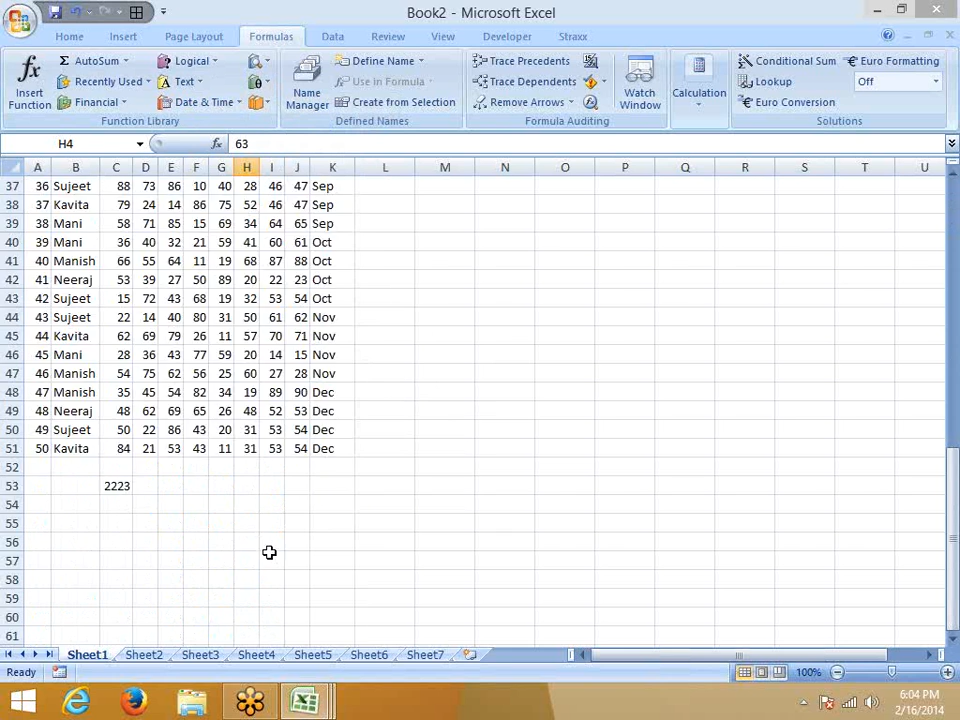 Book2 - Microsoft Excel
Home Insert Page Layout Formulas Data Review View Developer Straxx
fx Insert Function
Σ AutoSum
Recently Used
Financial
Logical
Text
Date & Time
Function Library
Name Manager
Define Name
Use in Formula
Create from Selection
Defined Names
Trace Precedents
Trace Dependents
Remove Arrows
Formula Auditing
Watch Window
Calculation
Conditional Sum
Lookup
Euro Conversion
Euro Formatting
Off
Solutions
H4 fx 63
A B C D E F G H I J K L M N O P Q R S T U
37 36 Sujeet 88 73 86 10 40 28 46 47 Sep
38 37 Kavita 79 24 14 86 75 52 46 47 Sep
39 38 Mani 58 71 85 15 69 34 64 65 Sep
40 39 Mani 36 40 32 21 59 41 60 61 Oct
41 40 Manish 66 55 64 11 19 68 87 88 Oct
42 41 Neeraj 53 39 27 50 89 20 22 23 Oct
43 42 Sujeet 15 72 43 68 19 32 53 54 Oct
44 43 Sujeet 22 14 40 80 31 50 61 62 Nov
45 44 Kavita 62 69 79 26 11 57 70 71 Nov
46 45 Mani 28 36 43 77 59 20 14 15 Nov
47 46 Manish 54 75 62 56 25 60 27 28 Nov
48 47 Manish 35 45 54 82 34 19 89 90 Dec
49 48 Neeraj 48 62 69 65 26 48 52 53 Dec
50 49 Sujeet 50 22 86 43 20 31 53 54 Dec
51 50 Kavita 84 21 53 43 11 31 53 54 Dec
52
53 2223
54
55
56
57
58
59
60
61
Sheet1 Sheet2 Sheet3 Sheet4 Sheet5 Sheet6 Sheet7
Ready 100%
6:04 PM
2/16/2014